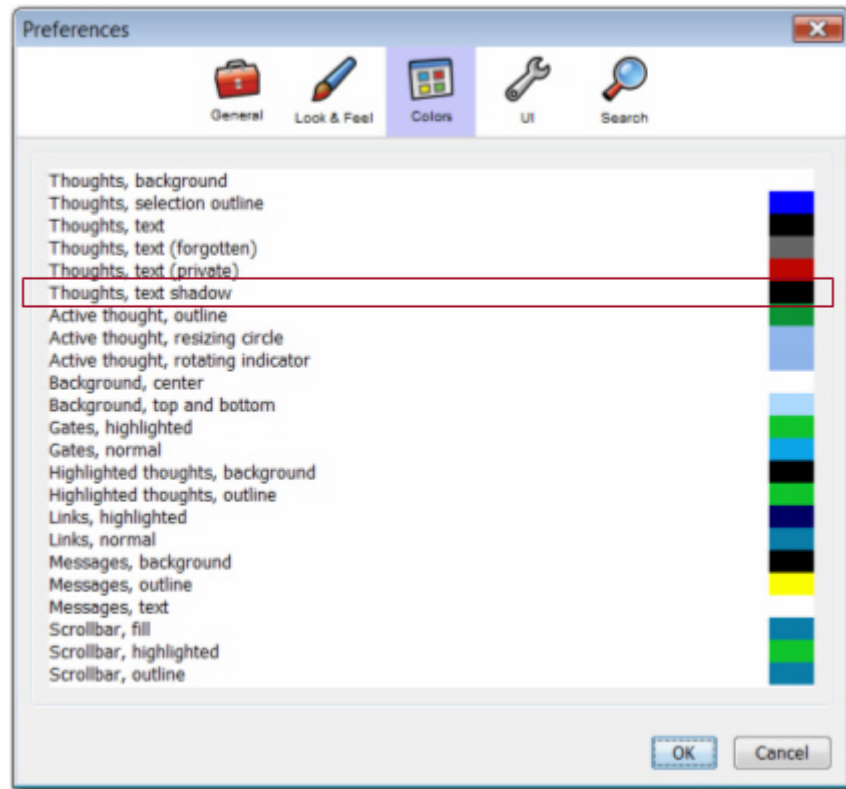 Preferences
General Look & Feel Colors UI Search
Thoughts, background
Thoughts, selection outline
Thoughts, text
Thoughts, text (forgotten)
Thoughts, text (private)
Thoughts, text shadow
Active thought, outline
Active thought, resizing circle
Active thought, rotating indicator
Background, center
Background, top and bottom
Gates, highlighted
Gates, normal
Highlighted thoughts, background
Highlighted thoughts, outline
Links, highlighted
Links, normal
Messages, background
Messages, outline
Messages, text
Scrollbar, fill
Scrollbar, highlighted
Scrollbar, outline
OK Cancel